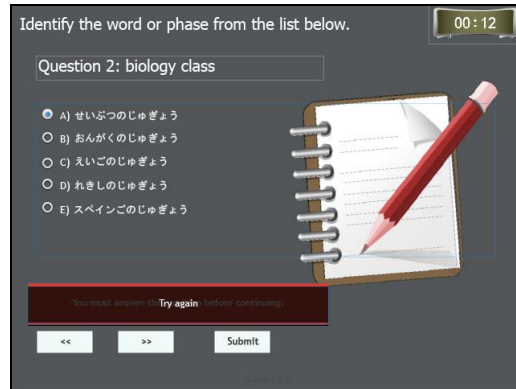 Identify the word or phase from the list below.
00:12
Question 2: biology class
A) せいぶつのじゅぎょう
B) おんがくのじゅぎょう
C) えいごのじゅぎょう
D) れきしのじゅぎょう
E) スペインごのじゅぎょう
You must answer the Try again before continuing.
<< >> Submit